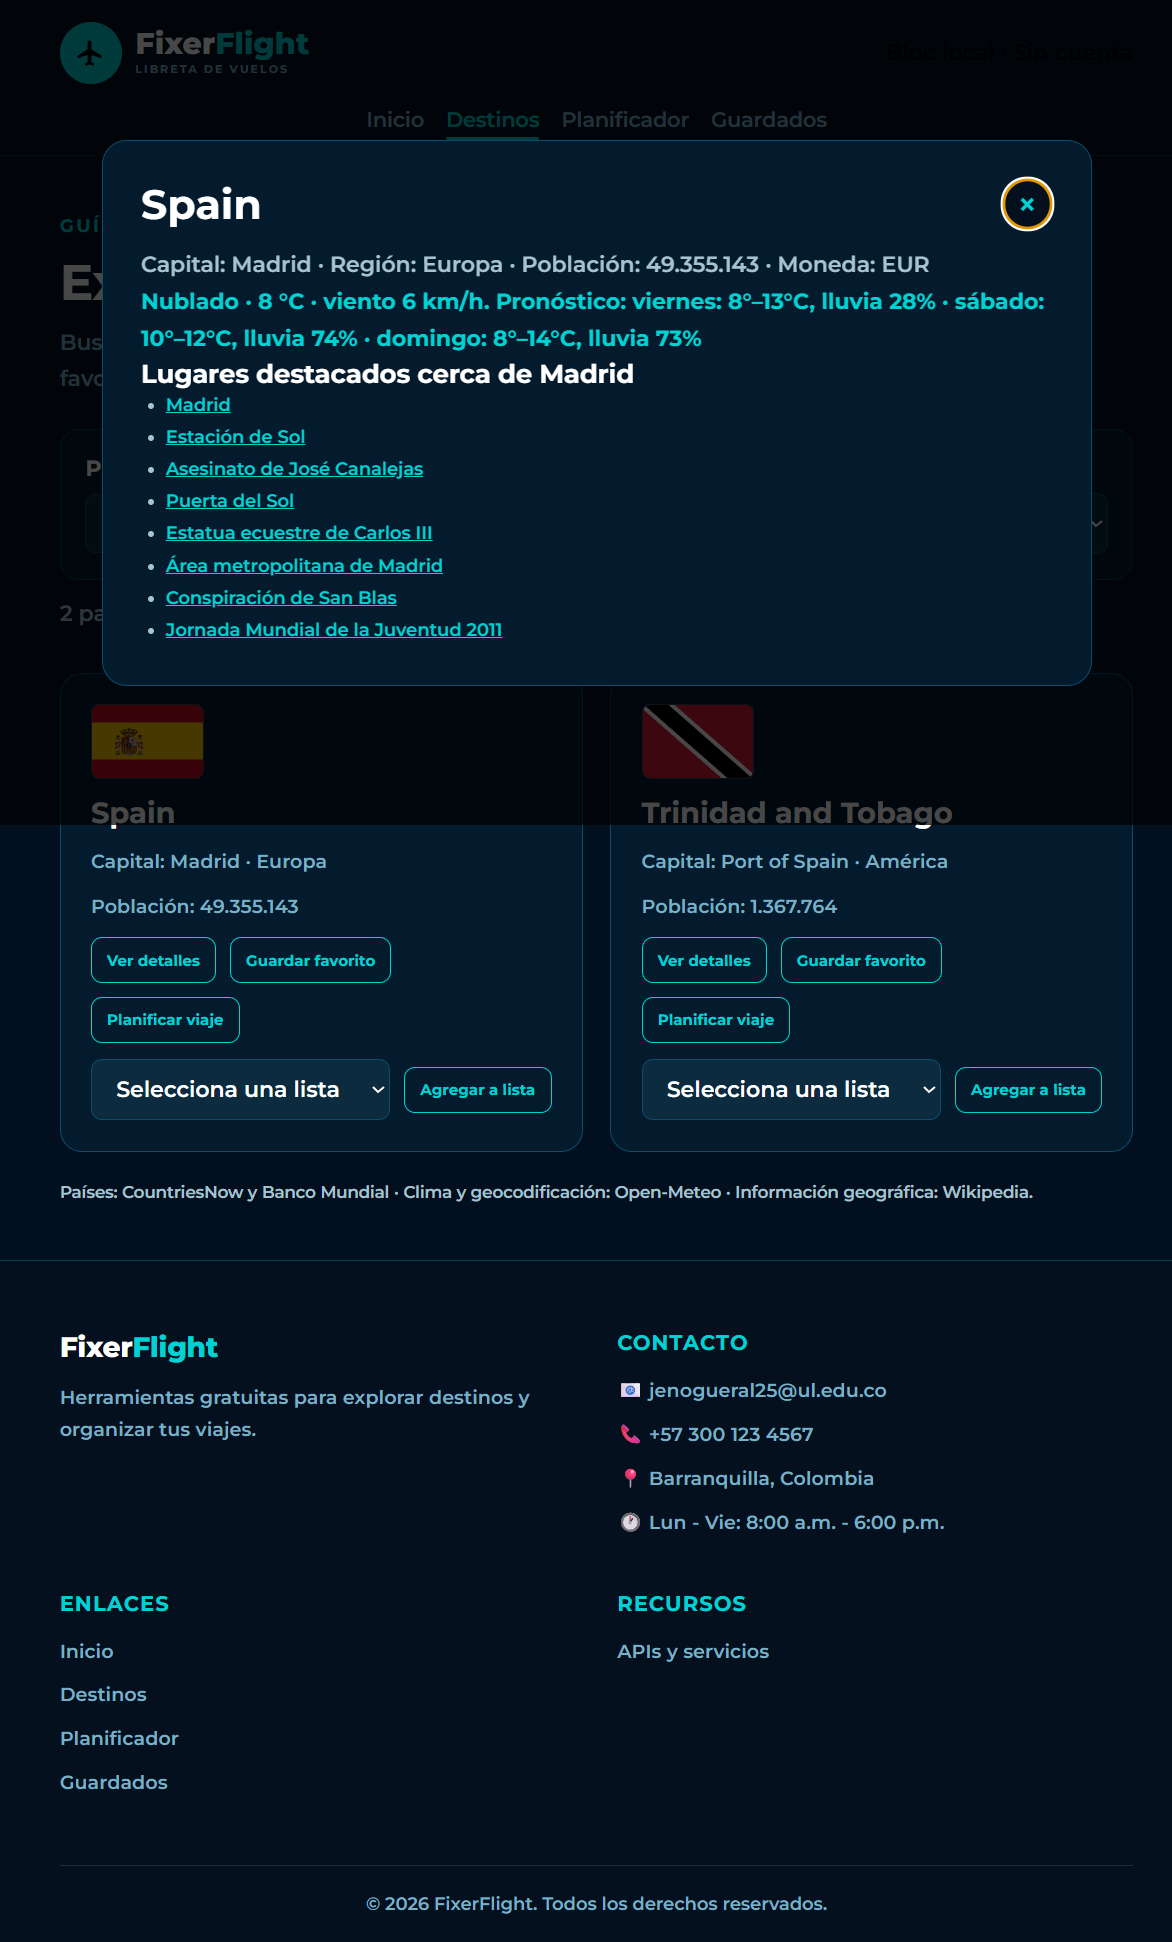 FixerFlight
LIBRETA DE VUELOS
Bloc local · Sin cuenta
Inicio Destinos Planificador Guardados
Spain
×
Capital: Madrid · Región: Europa · Población: 49.355.143 · Moneda: EUR
Nublado · 8 °C · viento 6 km/h. Pronóstico: viernes: 8°–13°C, lluvia 28% · sábado:
10°–12°C, lluvia 74% · domingo: 8°–14°C, lluvia 73%
Lugares destacados cerca de Madrid
• Madrid
• Estación de Sol
• Asesinato de José Canalejas
• Puerta del Sol
• Estatua ecuestre de Carlos III
• Área metropolitana de Madrid
• Conspiración de San Blas
• Jornada Mundial de la Juventud 2011
Spain
Capital: Madrid · Europa
Población: 49.355.143
Ver detalles Guardar favorito
Planificar viaje
Selecciona una lista Agregar a lista
Trinidad and Tobago
Capital: Port of Spain · América
Población: 1.367.764
Ver detalles Guardar favorito
Planificar viaje
Selecciona una lista Agregar a lista
Países: CountriesNow y Banco Mundial · Clima y geocodificación: Open-Meteo · Información geográfica: Wikipedia.
FixerFlight
Herramientas gratuitas para explorar destinos y
organizar tus viajes.
CONTACTO
jenogueral25@ul.edu.co
+57 300 123 4567
Barranquilla, Colombia
Lun - Vie: 8:00 a.m. - 6:00 p.m.
ENLACES
Inicio
Destinos
Planificador
Guardados
RECURSOS
APIs y servicios
© 2026 FixerFlight. Todos los derechos reservados.